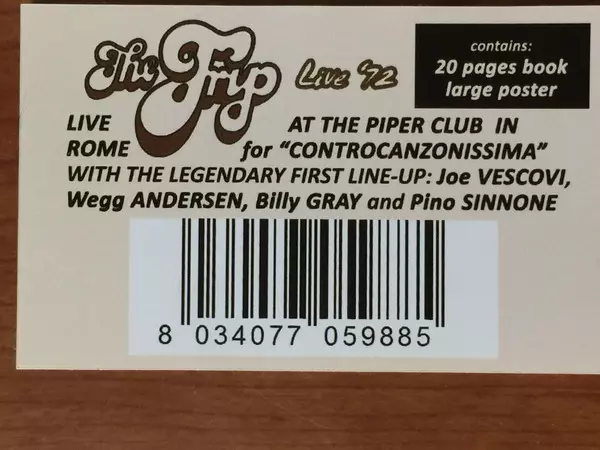 The Trip Live '72
contains:
20 pages book
large poster
LIVE AT THE PIPER CLUB IN
ROME for “CONTROCANZONISSIMA”
WITH THE LEGENDARY FIRST LINE-UP: Joe VESCOVI,
Wegg ANDERSEN, Billy GRAY and Pino SINNONE
8 034077 059885